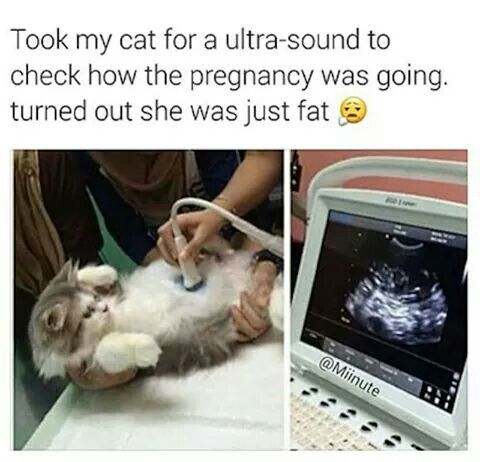 Took my cat for a ultra-sound to
check how the pregnancy was going.
turned out she was just fat 😮‍💨
@Miinute